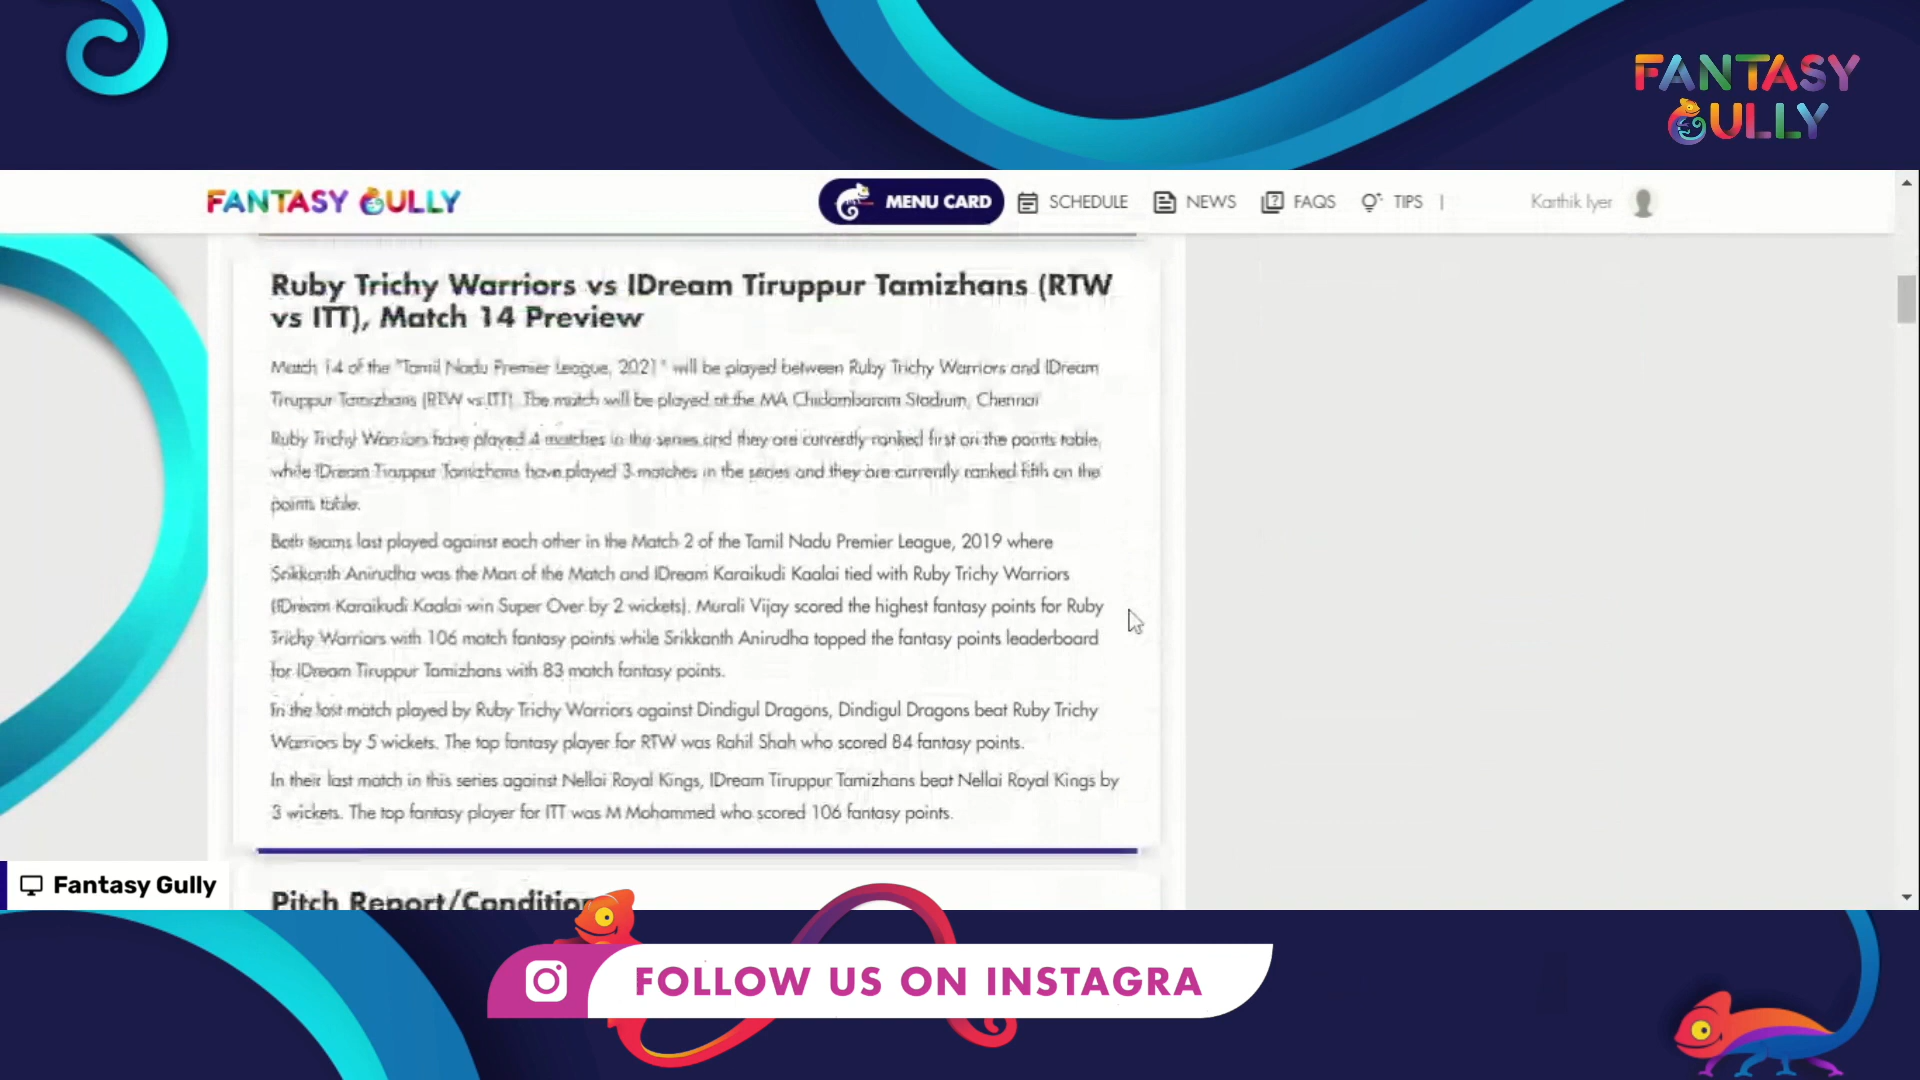 FANTASY
GULLY
FANTASY GULLY
MENU CARD
SCHEDULE
NEWS
FAQS
TIPS |
Karthik Iyer
Ruby Trichy Warriors vs IDream Tiruppur Tamizhans (RTW
vs ITT), Match 14 Preview
Match 14 of the "Tamil Nadu Premier League, 2021" will be played between Ruby Trichy Warriors and IDream
Tiruppur Tamizhans (RTW vs ITT). The match will be played at the MA Chidambaram Stadium, Chennai
Ruby Trichy Warriors have played 4 matches in the series and they are currently ranked first on the points table,
while IDream Tiruppur Tamizhans have played 3 matches in the series and they are currently ranked fifth on the
points table.
Both teams last played against each other in the Match 2 of the Tamil Nadu Premier League, 2019 where
Srikkanth Anirudha was the Man of the Match and IDream Karaikudi Kaalai tied with Ruby Trichy Warriors
(IDream Karaikudi Kaalai win Super Over by 2 wickets). Murali Vijay scored the highest fantasy points for Ruby
Trichy Warriors with 106 match fantasy points while Srikkanth Anirudha topped the fantasy points leaderboard
for IDream Tiruppur Tamizhans with 83 match fantasy points.
In the last match played by Ruby Trichy Warriors against Dindigul Dragons, Dindigul Dragons beat Ruby Trichy
Warriors by 5 wickets. The top fantasy player for RTW was Rahil Shah who scored 84 fantasy points.
In their last match in this series against Nellai Royal Kings, IDream Tiruppur Tamizhans beat Nellai Royal Kings by
3 wickets. The top fantasy player for ITT was M Mohammed who scored 106 fantasy points.
Fantasy Gully
Pitch Report/Condition
FOLLOW US ON INSTAGRA